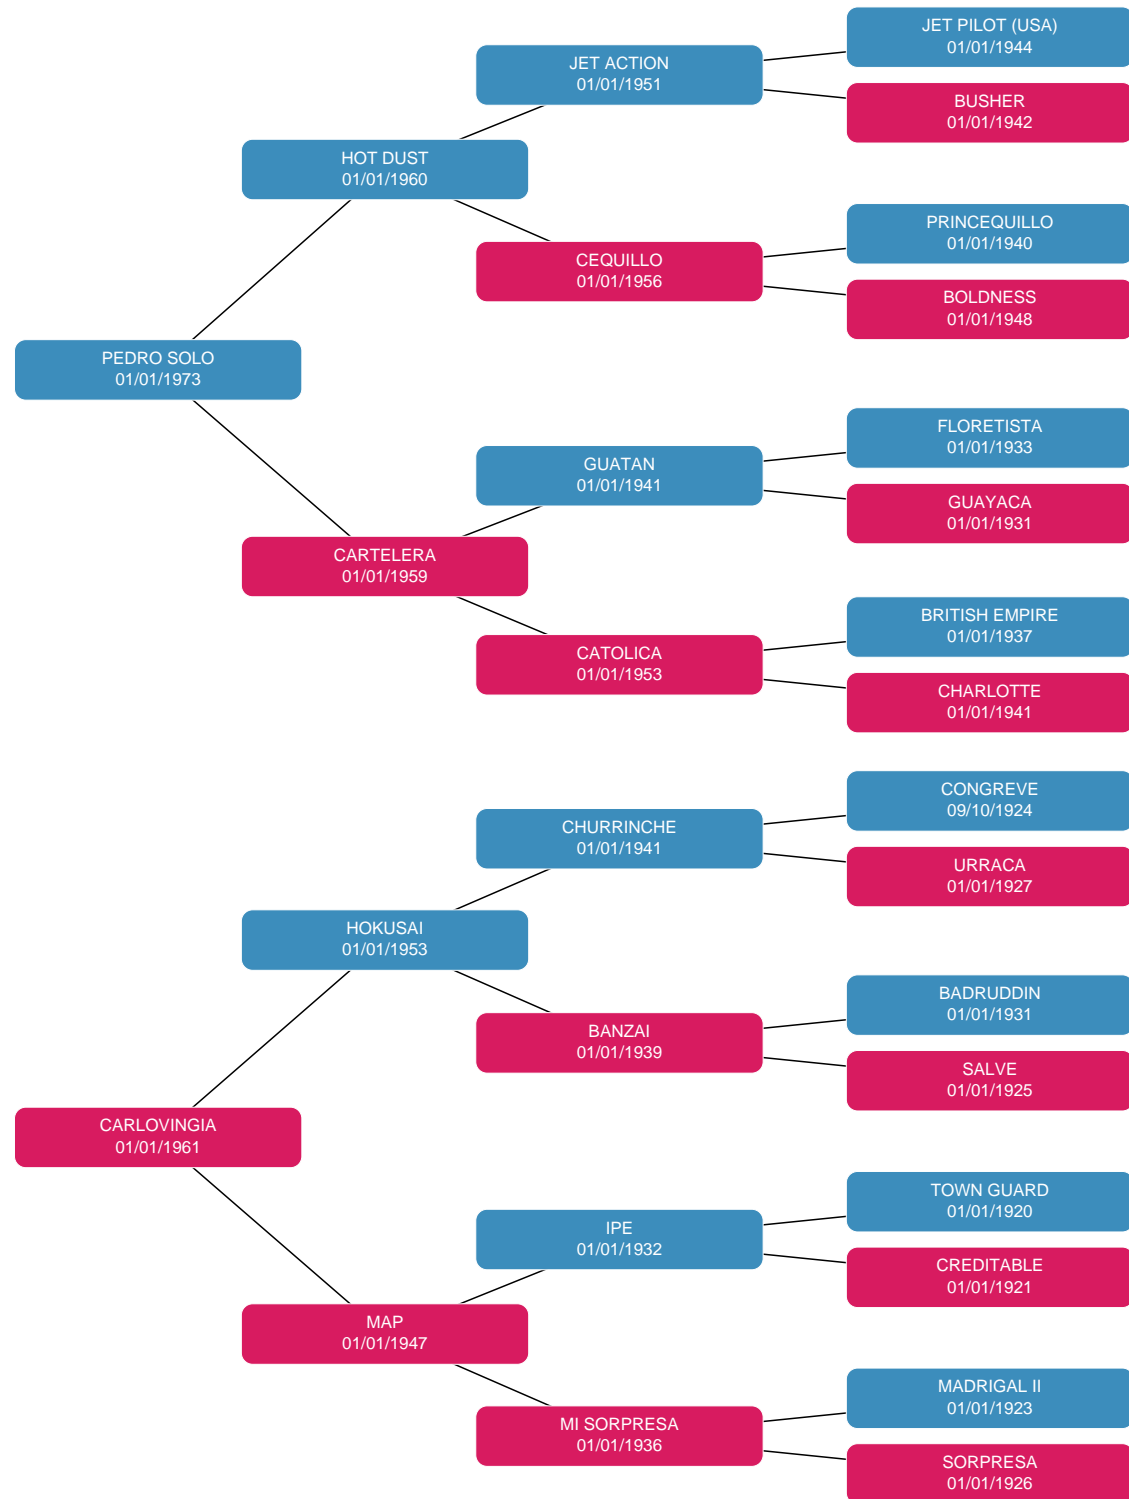 JET PILOT (USA)
01/01/1944
JET ACTION
01/01/1951
BUSHER
01/01/1942
HOT DUST
01/01/1960
PRINCEQUILLO
01/01/1940
CEQUILLO
01/01/1956
BOLDNESS
01/01/1948
PEDRO SOLO
01/01/1973
FLORETISTA
01/01/1933
GUATAN
01/01/1941
GUAYACA
01/01/1931
CARTELERA
01/01/1959
BRITISH EMPIRE
01/01/1937
CATOLICA
01/01/1953
CHARLOTTE
01/01/1941
CONGREVE
09/10/1924
CHURRINCHE
01/01/1941
URRACA
01/01/1927
HOKUSAI
01/01/1953
BADRUDDIN
01/01/1931
BANZAI
01/01/1939
SALVE
01/01/1925
CARLOVINGIA
01/01/1961
TOWN GUARD
01/01/1920
IPE
01/01/1932
CREDITABLE
01/01/1921
MAP
01/01/1947
MADRIGAL II
01/01/1923
MI SORPRESA
01/01/1936
SORPRESA
01/01/1926